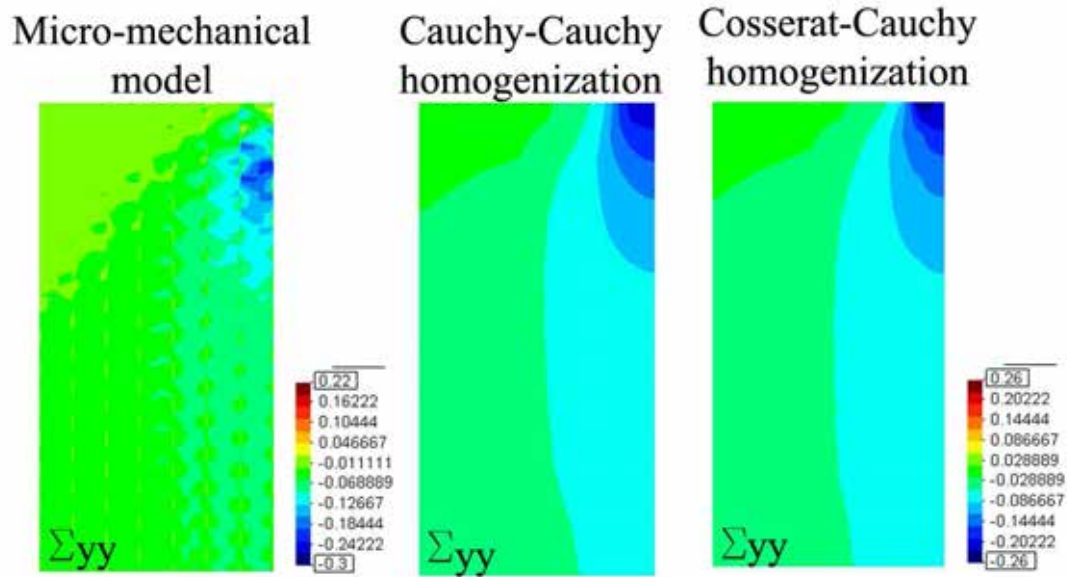 Micro-mechanical
model
Cauchy-Cauchy
homogenization
Cosserat-Cauchy
homogenization
0.22
0.16222
0.10444
0.046667
-0.011111
-0.068889
-0.12667
-0.18444
-0.24222
-0.3
0.26
0.20222
0.14444
0.086667
0.028889
-0.028889
-0.086667
-0.14444
-0.20222
-0.26
Σyy
Σyy
Σyy